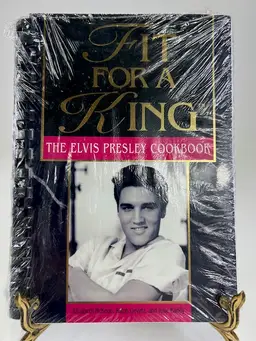 FIT
FOR A
KING
THE ELVIS PRESLEY COOKBOOK